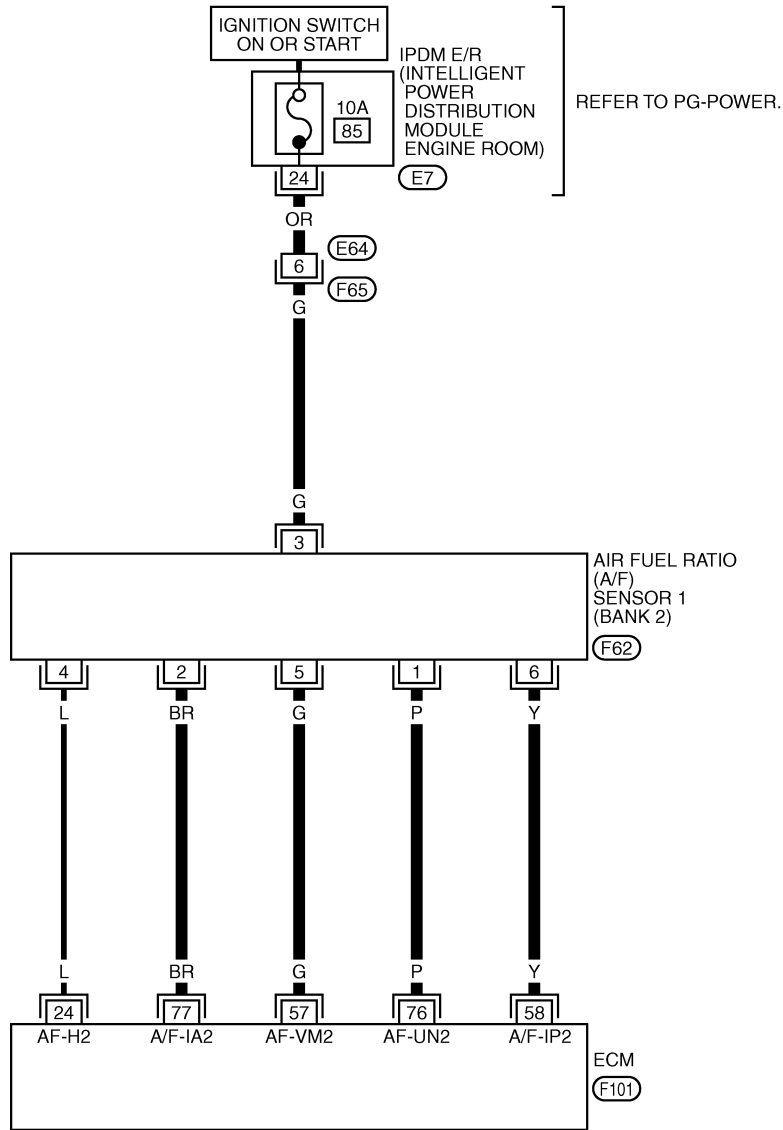 IGNITION SWITCH
ON OR START
IPDM E/R
(INTELLIGENT
POWER
DISTRIBUTION
MODULE
ENGINE ROOM)
REFER TO PG-POWER.
10A
85
24
E7
OR
E64
6
F65
G
G
3
AIR FUEL RATIO
(A/F)
SENSOR 1
(BANK 2)
F62
4 2 5 1 6
L BR G P Y
L BR G P Y
24 77 57 76 58
AF-H2 A/F-IA2 AF-VM2 AF-UN2 A/F-IP2
ECM
F101